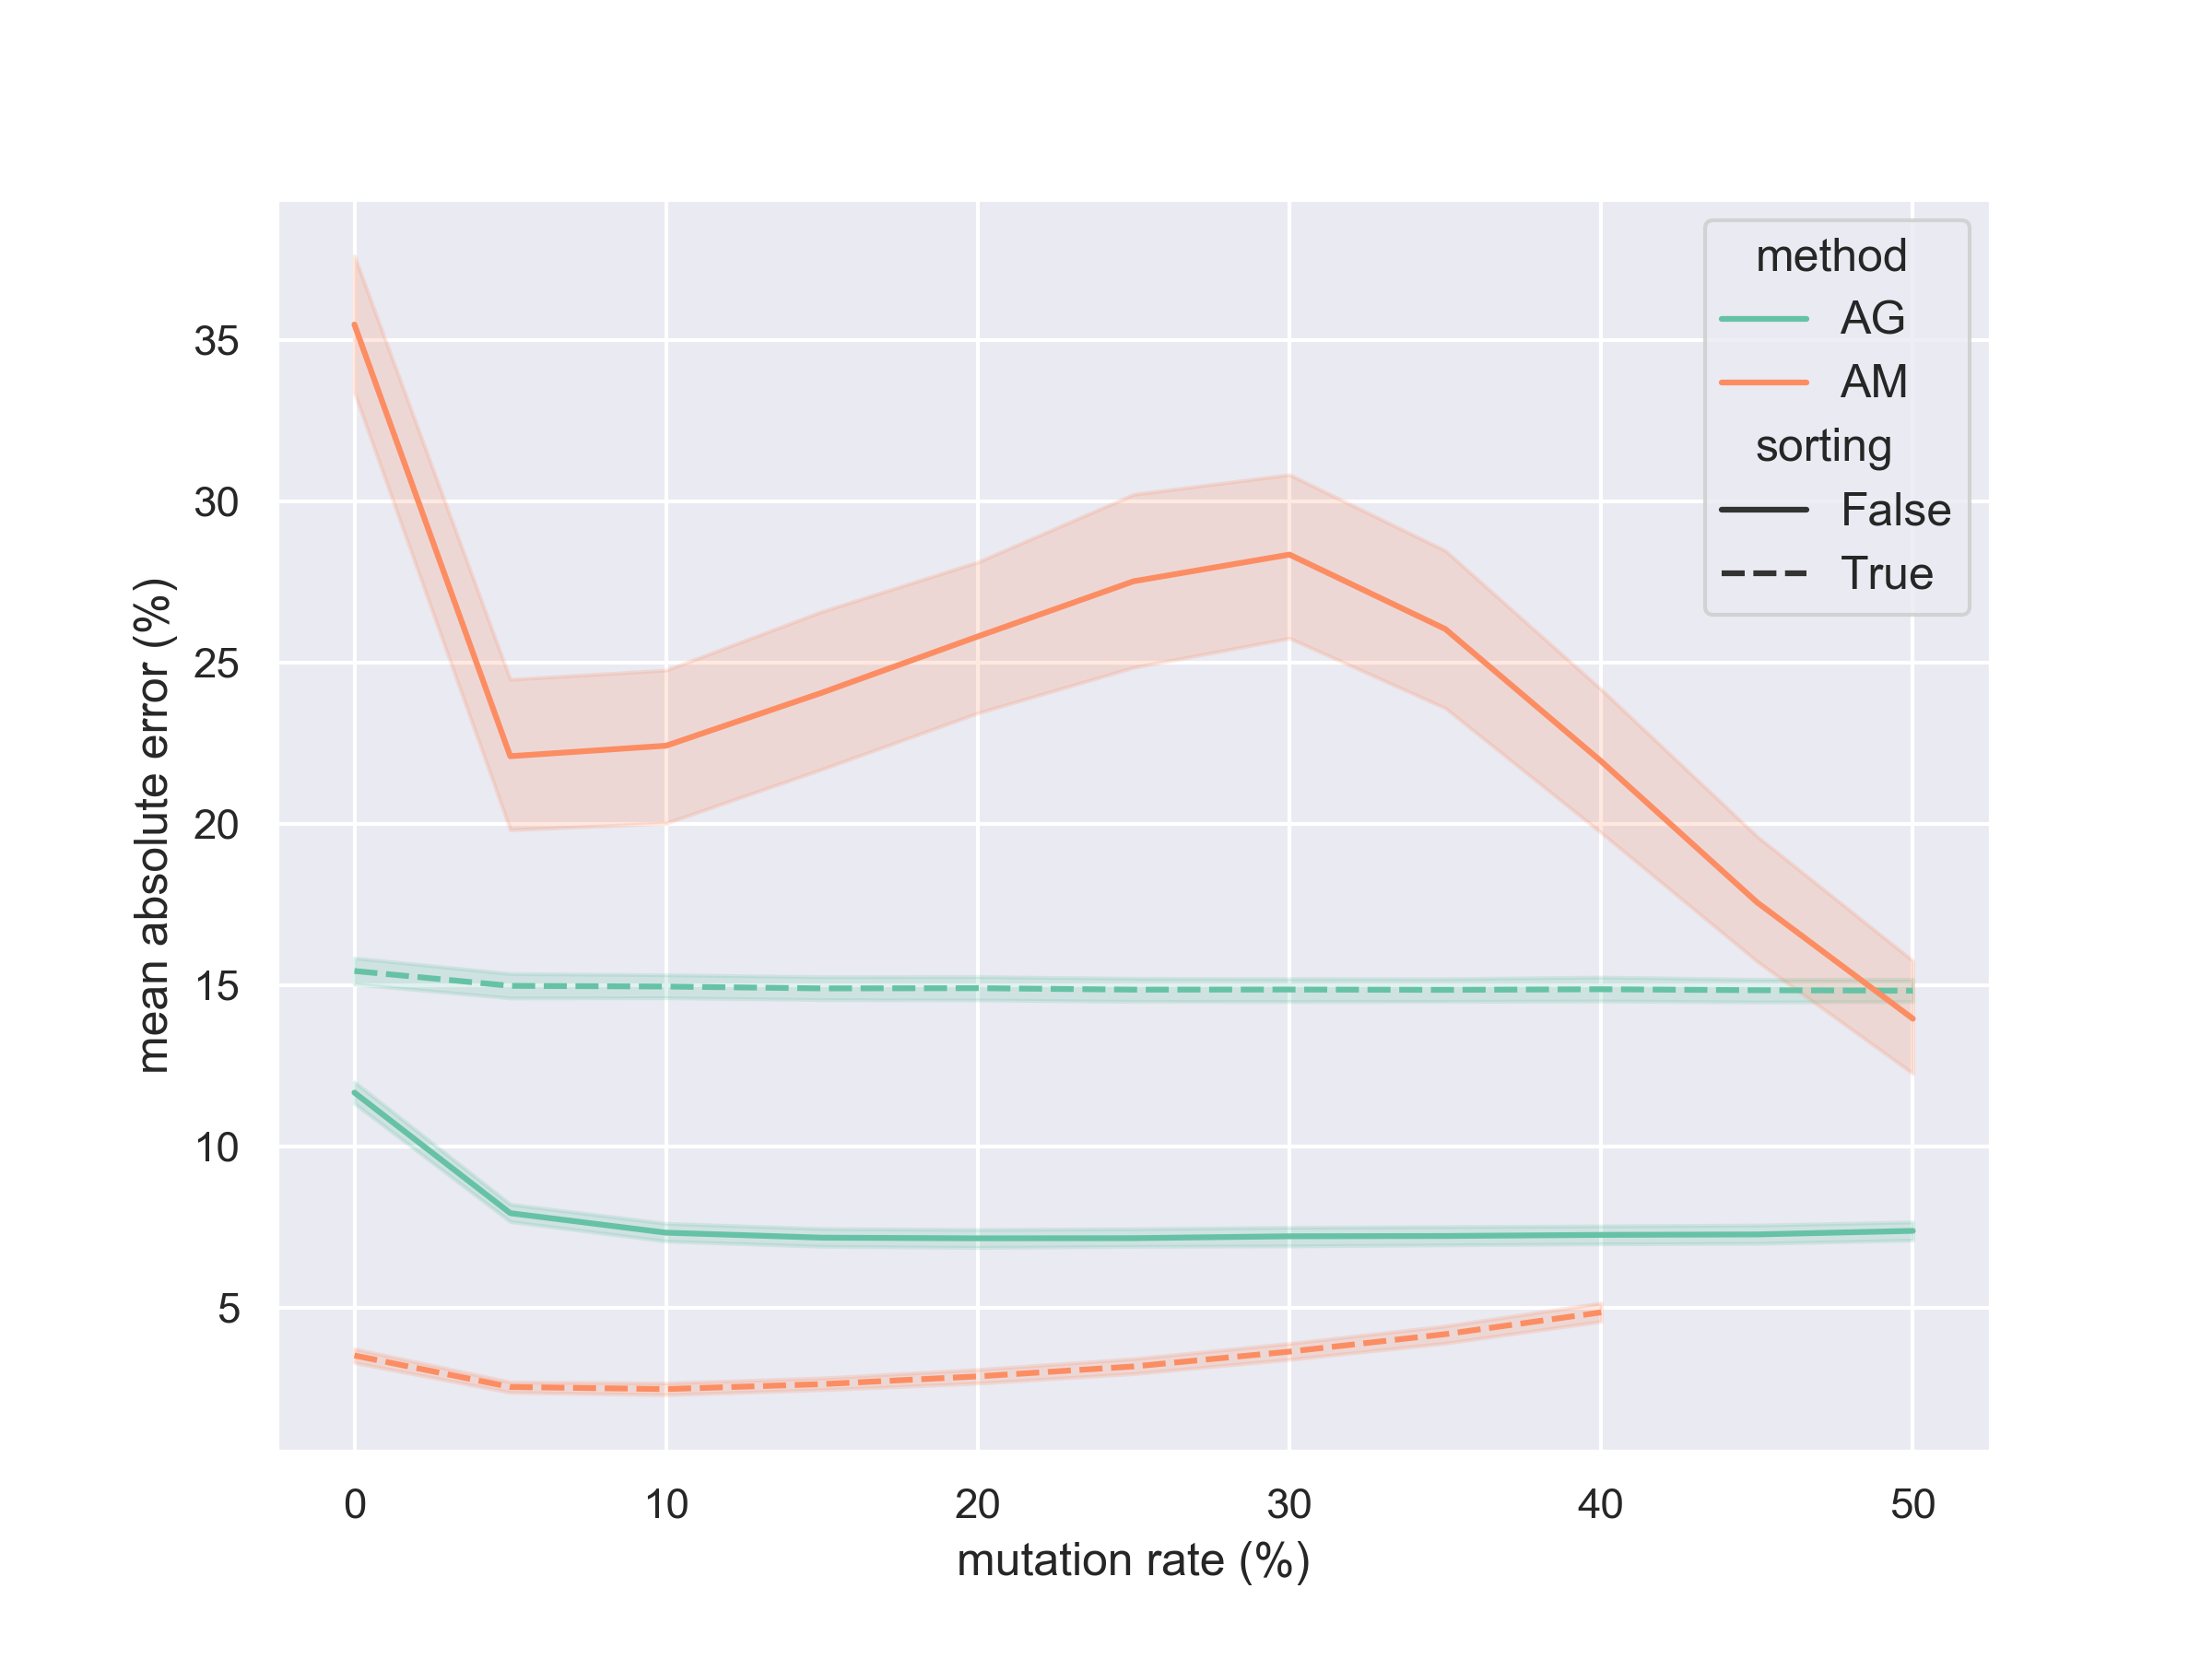 method
AG
AM
sorting
False
True
mean absolute error (%)
35
30
25
20
15
10
5
0 10 20 30 40 50
mutation rate (%)